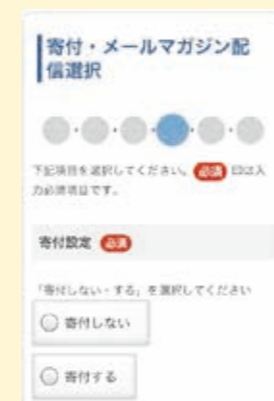 寄付・メールマガジン配
信選択
下記項目を選択してください。必須 印は入
力必須項目です。
寄付設定 必須
「寄付しない・する」を選択してください
寄付しない
寄付する